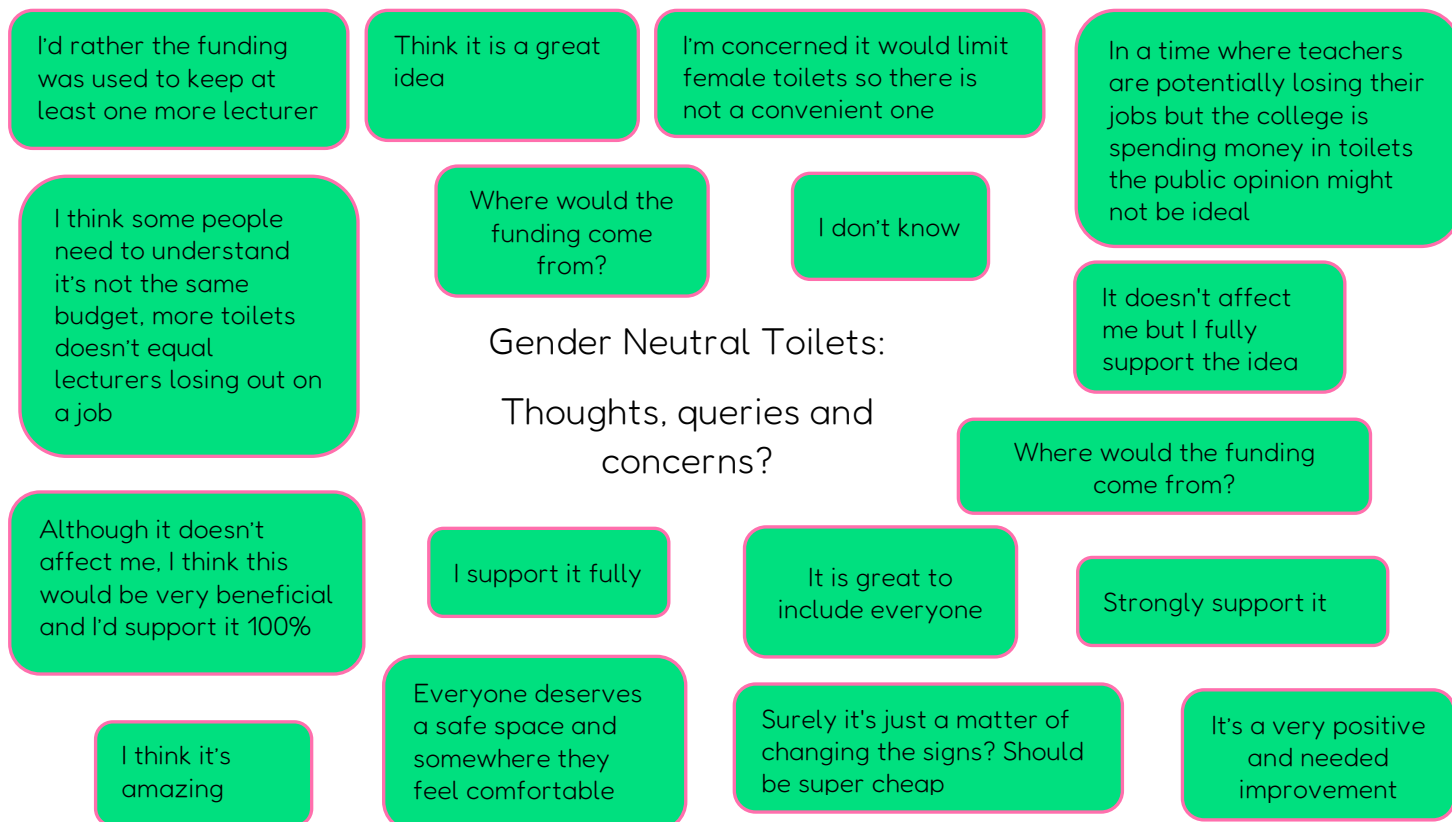 I'd rather the funding
was used to keep at
least one more lecturer
Think it is a great
idea
I'm concerned it would limit
female toilets so there is
not a convenient one
In a time where teachers
are potentially losing their
jobs but the college is
spending money in toilets
the public opinion might
not be ideal
I think some people
need to understand
it's not the same
budget, more toilets
doesn't equal
lecturers losing out on
a job
Where would the
funding come
from?
I don't know
It doesn't affect
me but I fully
support the idea
Gender Neutral Toilets:
Thoughts, queries and
concerns?
Where would the funding
come from?
Although it doesn't
affect me, I think this
would be very beneficial
and I'd support it 100%
I support it fully
It is great to
include everyone
Strongly support it
I think it's
amazing
Everyone deserves
a safe space and
somewhere they
feel comfortable
Surely it's just a matter of
changing the signs? Should
be super cheap
It's a very positive
and needed
improvement